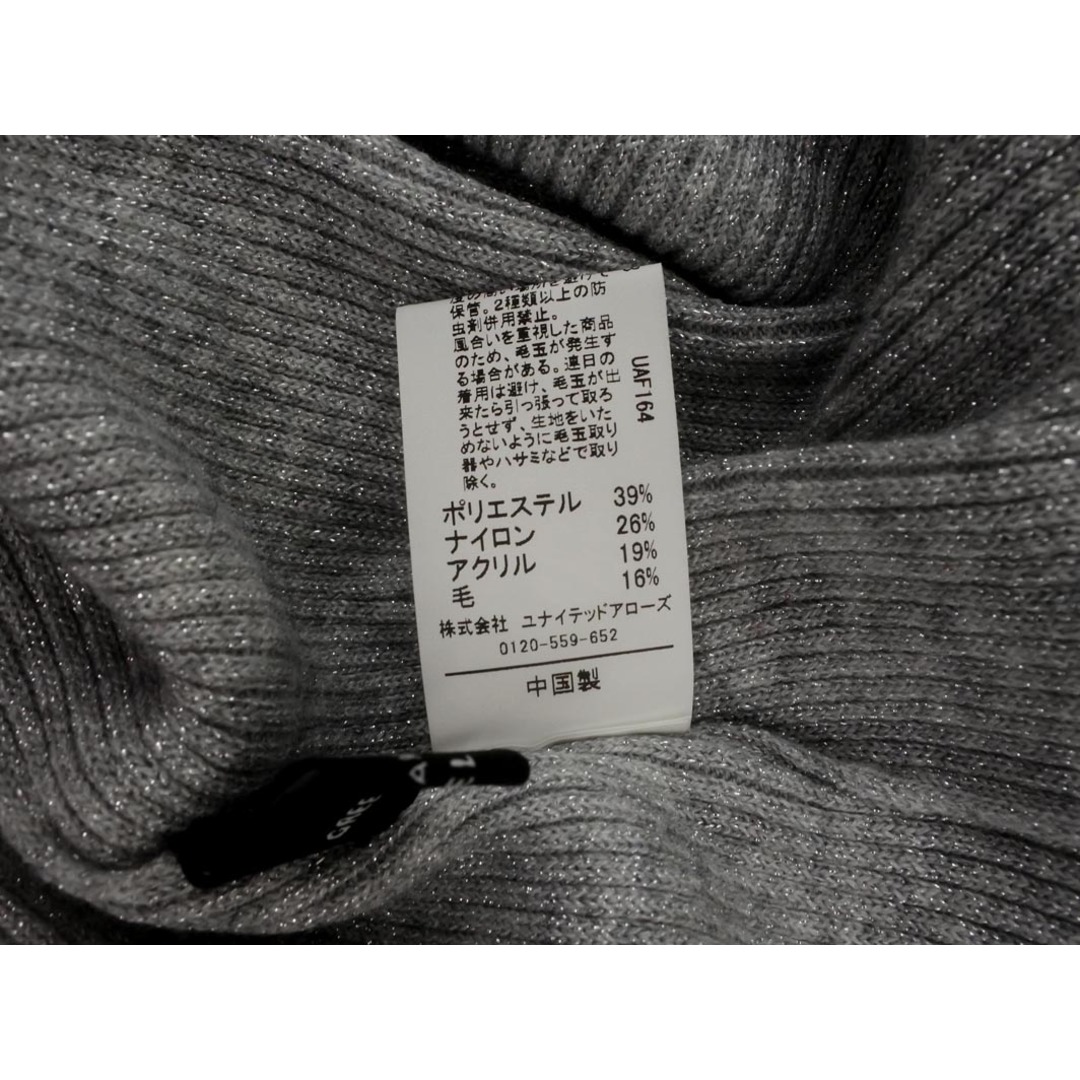 保管。2種類以上の防
虫剤併用禁止。
風合いを重視した商品
のため、毛玉が発生す
る場合がある。連日の
着用は避け、毛玉が出
来たら引っ張って取ろ
うとせず、生地をいた
めないように毛玉取り
器やハサミなどで取り
除く。
ポリエステル 39%
ナイロン 26%
アクリル 19%
毛 16%
株式会社 ユナイテッドアローズ
0120-559-652
中国製
UAF164